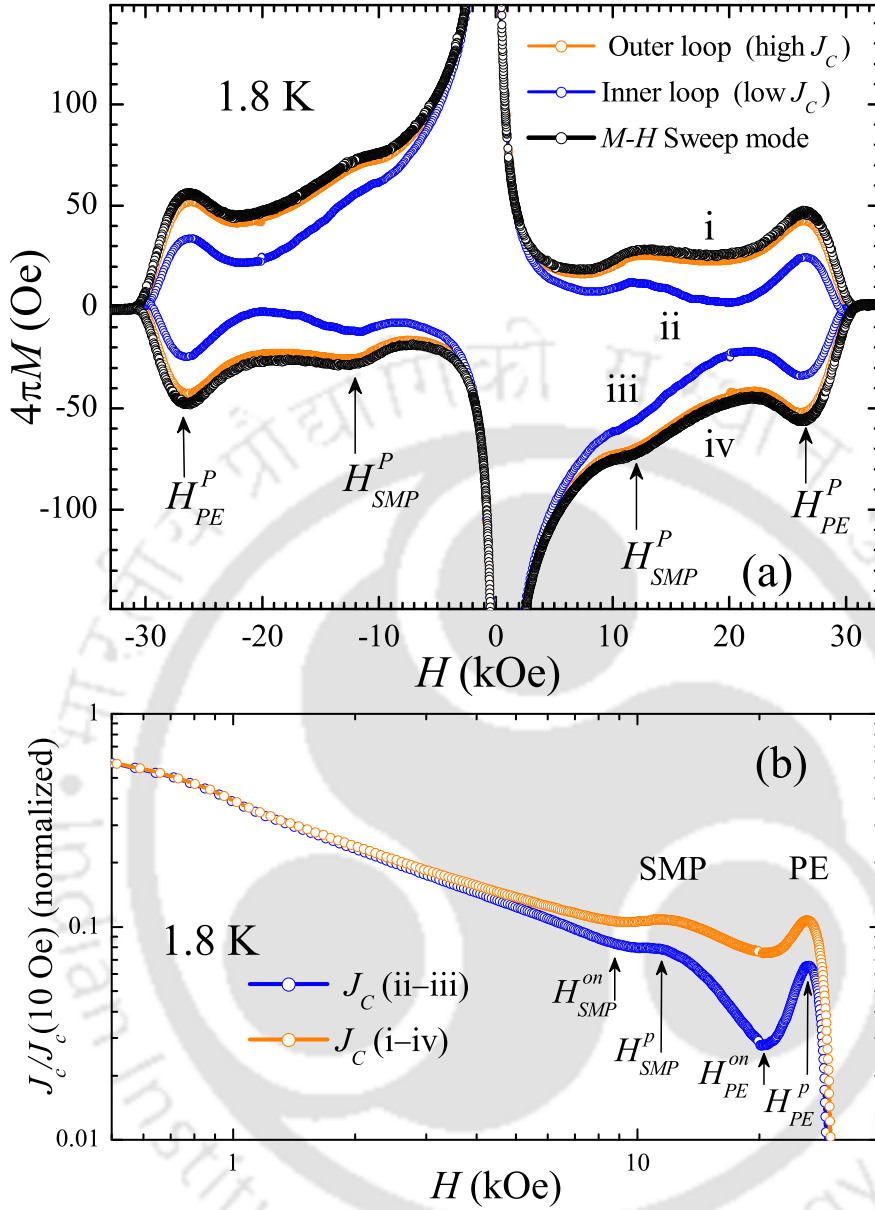 1.8 K
Outer loop (high J_C)
Inner loop (low J_C)
M-H Sweep mode
100
50
0
-50
-100
4πM (Oe)
i
ii
iii
iv
H^P_PE
H^P_SMP
H^P_SMP
H^P_PE
(a)
-30 -20 -10 0 10 20 30
H (kOe)
1
0.1
0.01
J_c/J_c(10 Oe) (normalized)
(b)
SMP PE
1.8 K
J_C (ii–iii)
J_C (i–iv)
H^on_SMP
H^p_SMP
H^on_PE
H^p_PE
1 10
H (kOe)
Indian Institu